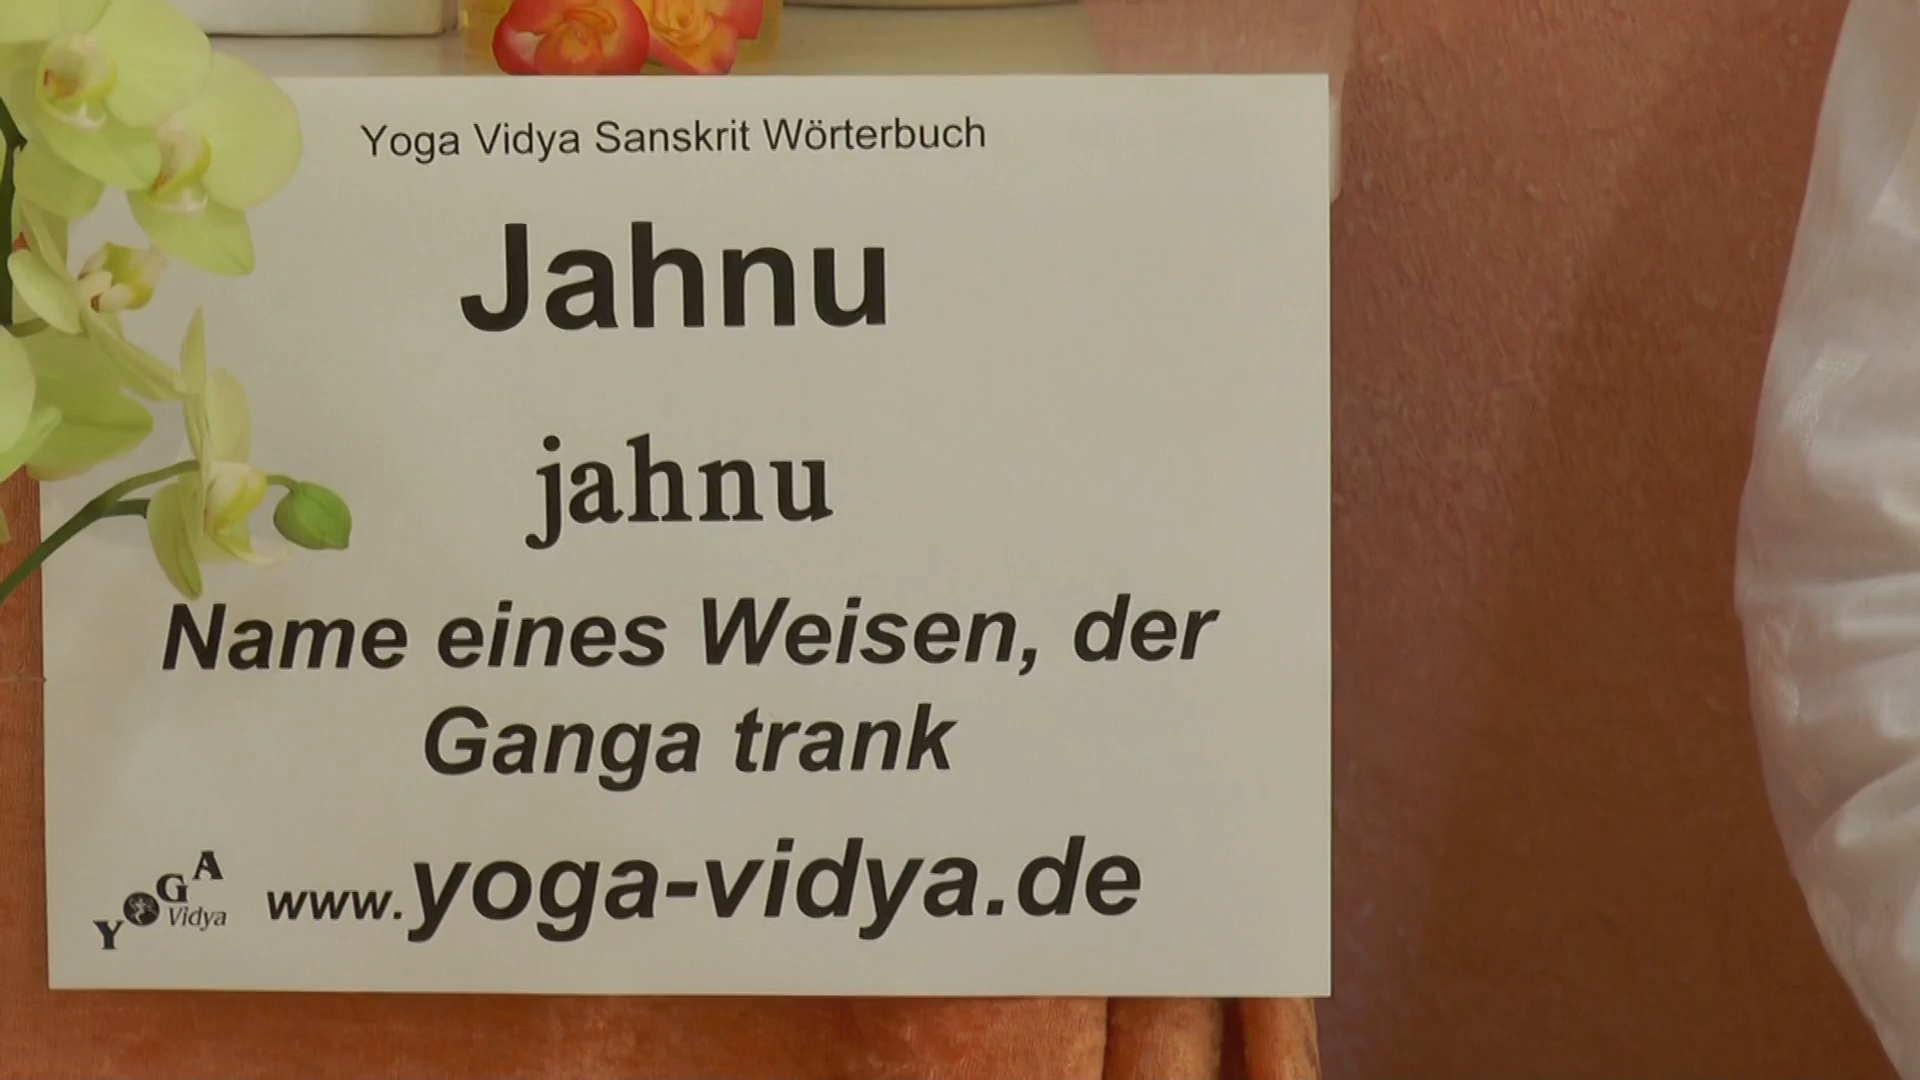 Yoga Vidya Sanskrit Wörterbuch
Jahnu
jahnu
Name eines Weisen, der
Ganga trank
YOGA
Vidya
www.yoga-vidya.de